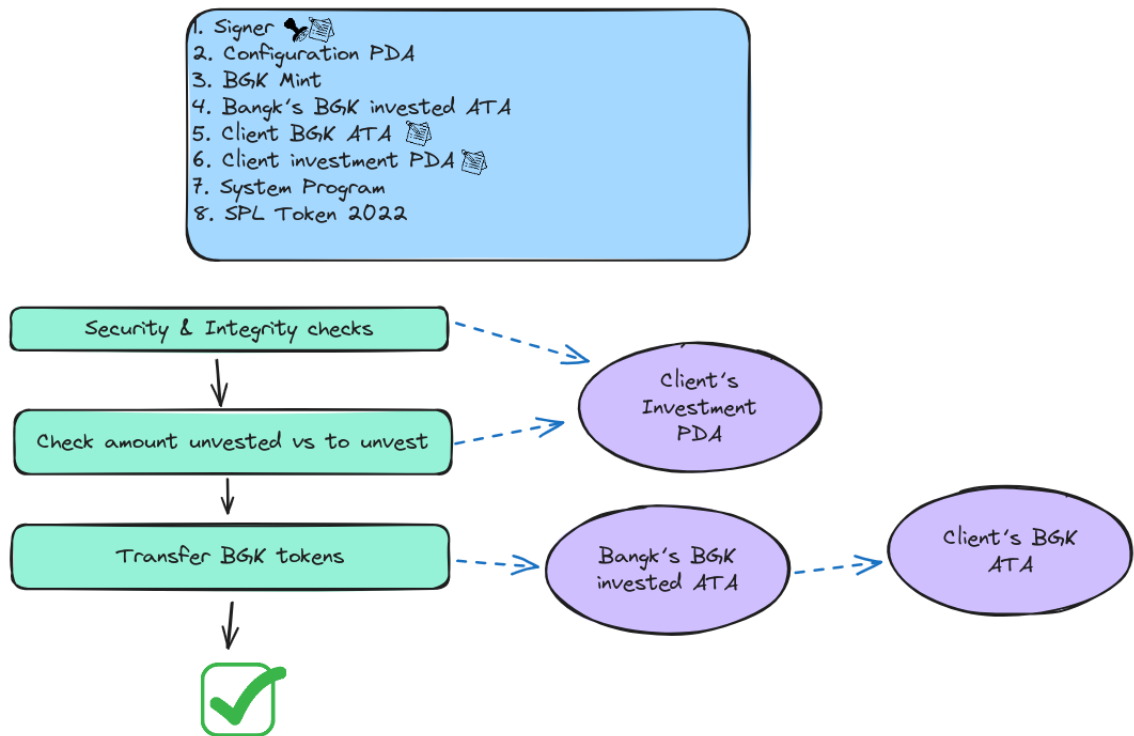 1. Signer
2. Configuration PDA
3. BGK Mint
4. Bangk's BGK invested ATA
5. Client BGK ATA
6. Client investment PDA
7. System Program
8. SPL Token 2022
Security & Integrity checks
Client's
Investment
PDA
Check amount unvested vs to unvest
Transfer BGK tokens
Bangk's BGK
invested ATA
Client's BGK
ATA